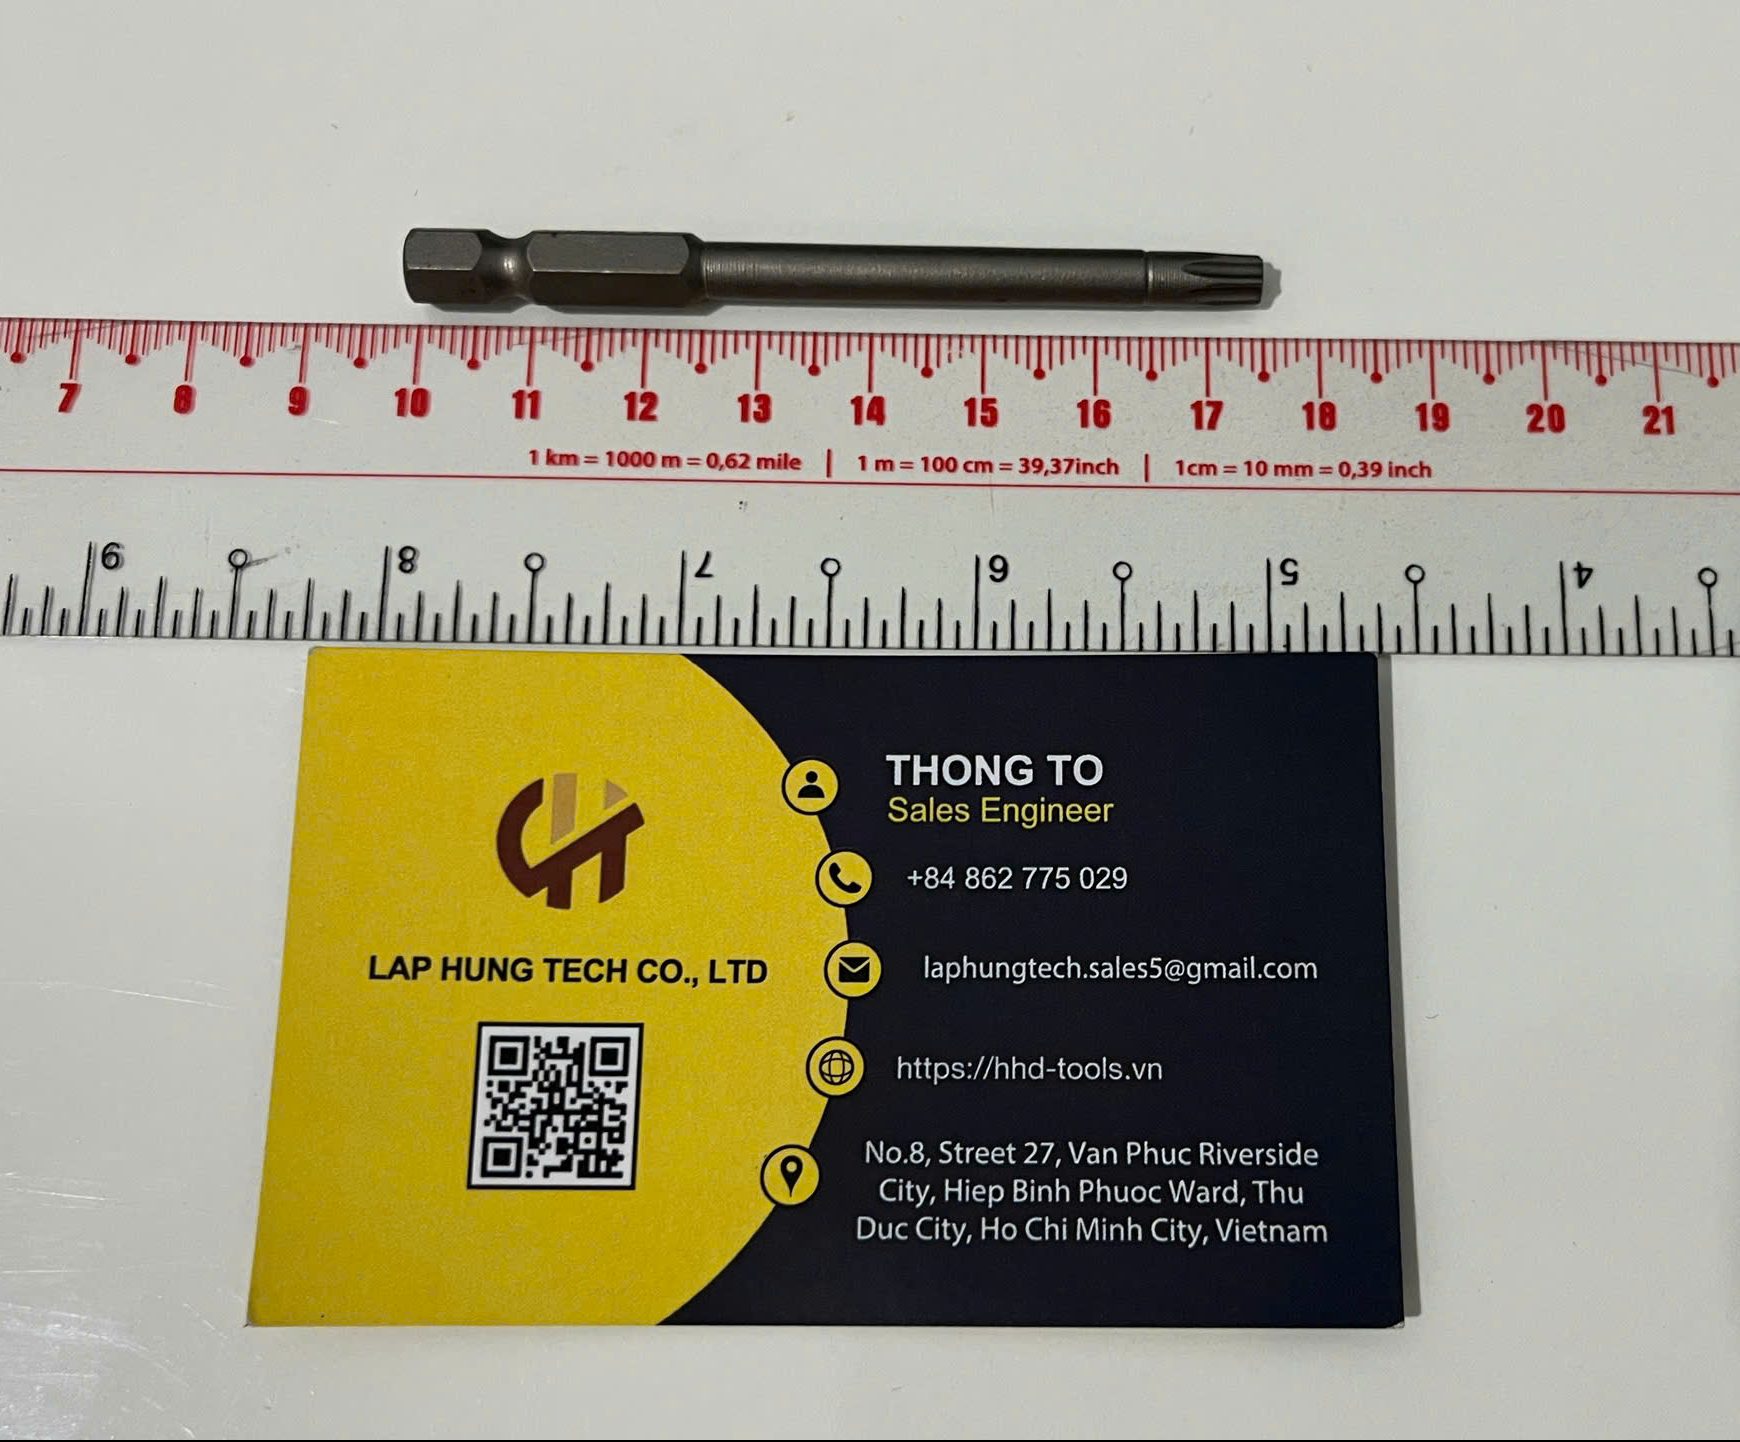 7 8 9 10 11 12 13 14 15 16 17 18 19 20 21
1 km = 1000 m = 0,62 mile | 1 m = 100 cm = 39,37inch | 1cm = 10 mm = 0,39 inch
9 8 7 6 5 4
THONG TO
Sales Engineer
+84 862 775 029
LAP HUNG TECH CO., LTD
laphungtech.sales5@gmail.com
https://hhd-tools.vn
No.8, Street 27, Van Phuc Riverside
City, Hiep Binh Phuoc Ward, Thu
Duc City, Ho Chi Minh City, Vietnam